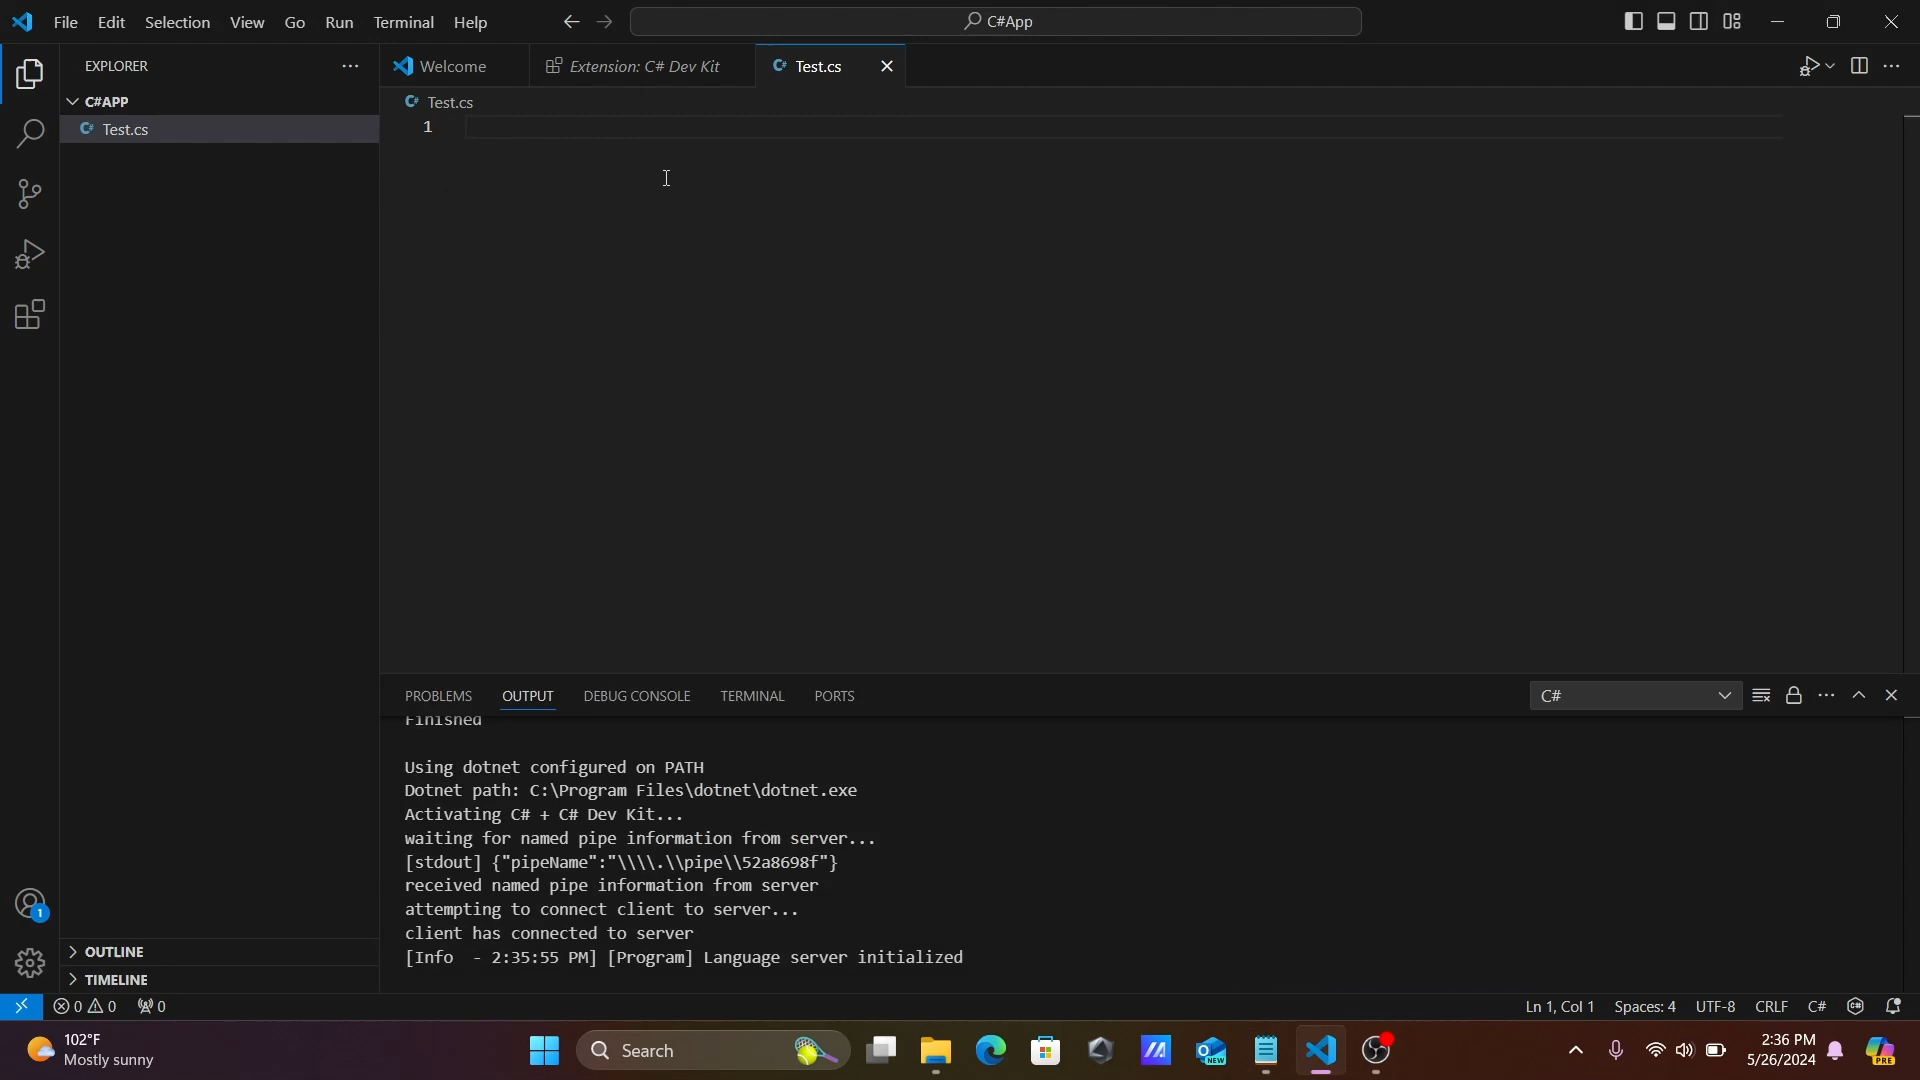 File Edit Selection View Go Run Terminal Help
C#App
EXPLORER
Welcome
Extension: C# Dev Kit
C# Test.cs
C#APP
C# Test.cs
C# Test.cs
1
PROBLEMS OUTPUT DEBUG CONSOLE TERMINAL PORTS
C#
Finished
Using dotnet configured on PATH
Dotnet path: C:\Program Files\dotnet\dotnet.exe
Activating C# + C# Dev Kit...
waiting for named pipe information from server...
[stdout] {"pipeName":"\\\\.\\pipe\\52a8698f"}
received named pipe information from server
attempting to connect client to server...
client has connected to server
[Info  - 2:35:55 PM] [Program] Language server initialized
1
OUTLINE
TIMELINE
0 0 0
Ln 1, Col 1 Spaces: 4 UTF-8 CRLF C#
102°F
Mostly sunny
Search
NEW
2:36 PM
5/26/2024
PRE